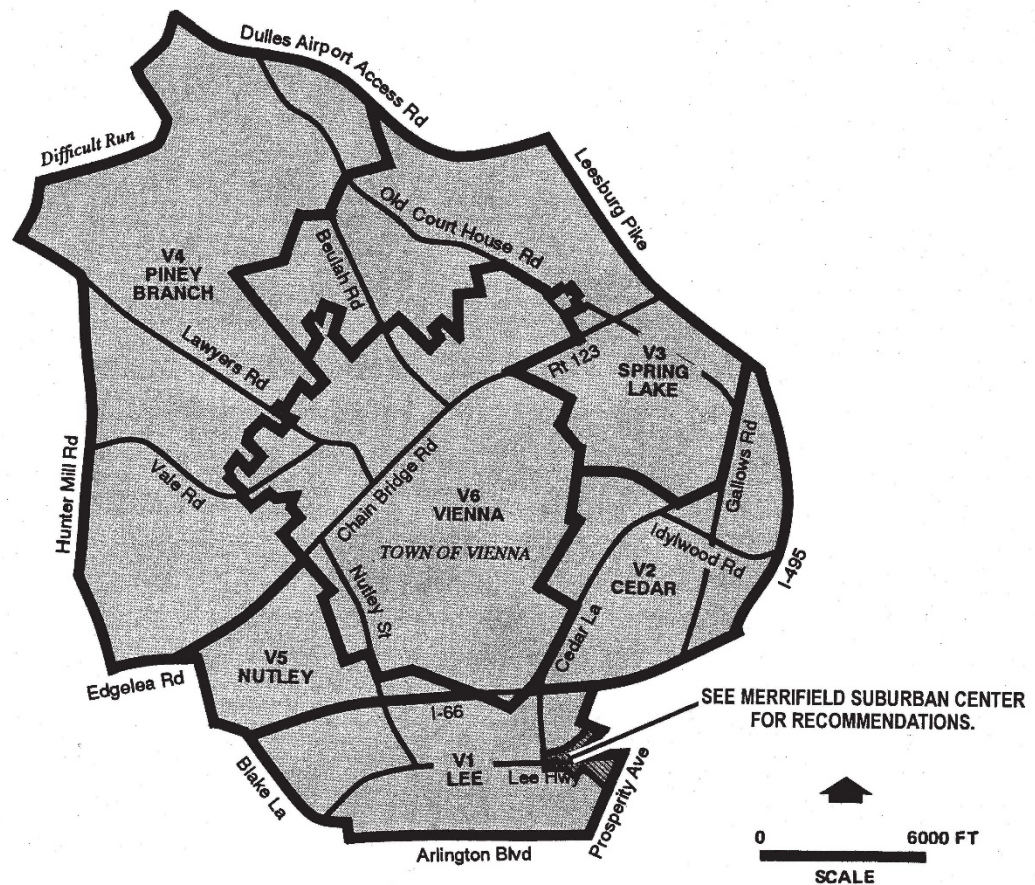 Dulles Airport Access Rd
Difficult Run
Leesburg Pike
Old Court House Rd
Beulah Rd
V4
PINEY
BRANCH
Lawyers Rd
Rt 123
V3
SPRING
LAKE
Hunter Mill Rd
Vale Rd
Chain Bridge Rd
V6
VIENNA
TOWN OF VIENNA
Gallows Rd
Idylwood Rd
I-495
V2
CEDAR
Nutley St
Cedar La
V5
NUTLEY
Edgelea Rd
I-66
SEE MERRIFIELD SUBURBAN CENTER
FOR RECOMMENDATIONS.
V1
LEE
Lee Hwy
Blake La
Prosperity Ave
Arlington Blvd
0 6000 FT
SCALE